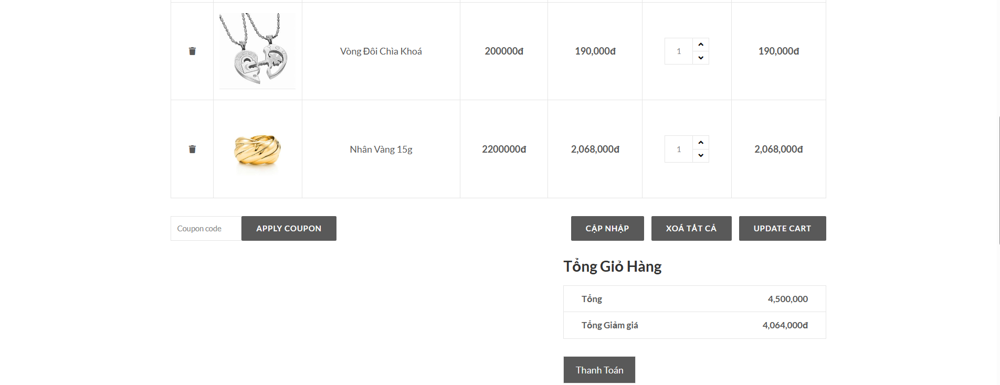 Vòng Đôi Chìa Khoá 200000đ 190,000đ 1 190,000đ
Nhân Vàng 15g 2200000đ 2,068,000đ 1 2,068,000đ
Coupon code APPLY COUPON CẬP NHẬP XOÁ TẤT CẢ UPDATE CART
Tổng Giỏ Hàng
Tổng 4,500,000
Tổng Giảm giá 4,064,000đ
Thanh Toán